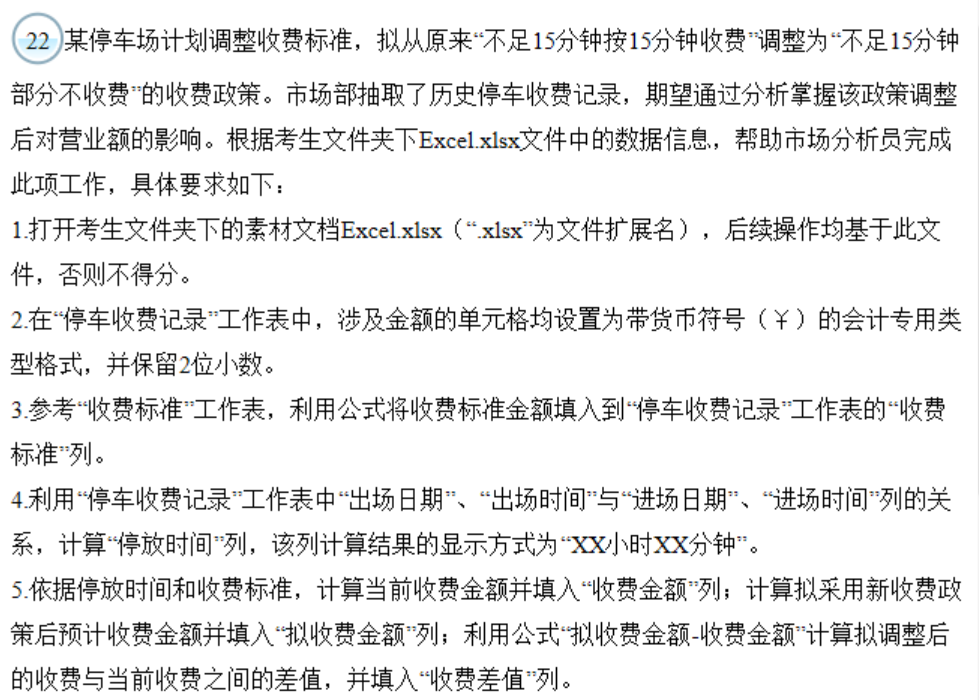 22 某停车场计划调整收费标准，拟从原来“不足15分钟按15分钟收费”调整为“不足15分钟
部分不收费”的收费政策。市场部抽取了历史停车收费记录，期望通过分析掌握该政策调整
后对营业额的影响。根据考生文件夹下Excel.xlsx文件中的数据信息，帮助市场分析员完成
此项工作，具体要求如下：
1.打开考生文件夹下的素材文档Excel.xlsx（“.xlsx”为文件扩展名），后续操作均基于此文
件，否则不得分。
2.在“停车收费记录”工作表中，涉及金额的单元格均设置为带货币符号（￥）的会计专用类
型格式，并保留2位小数。
3.参考“收费标准”工作表，利用公式将收费标准金额填入到“停车收费记录”工作表的“收费
标准”列。
4.利用“停车收费记录”工作表中“出场日期”、“出场时间”与“进场日期”、“进场时间”列的关
系，计算“停放时间”列，该列计算结果的显示方式为“XX小时XX分钟”。
5.依据停放时间和收费标准，计算当前收费金额并填入“收费金额”列；计算拟采用新收费政
策后预计收费金额并填入“拟收费金额”列；利用公式“拟收费金额-收费金额”计算拟调整后
的收费与当前收费之间的差值，并填入“收费差值”列。